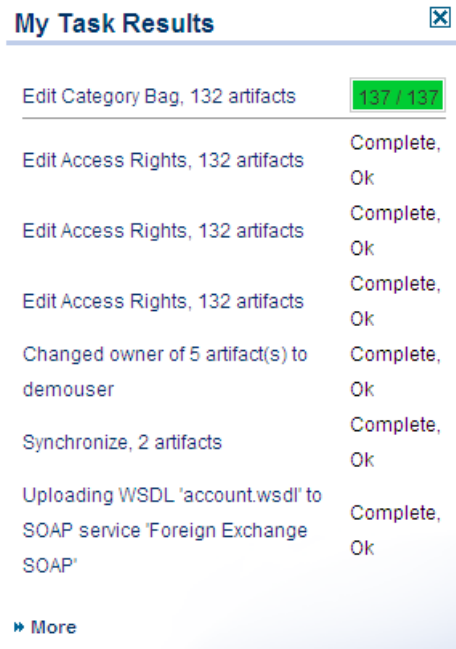 My Task Results
Edit Category Bag, 132 artifacts 137 / 137
Edit Access Rights, 132 artifacts Complete, Ok
Edit Access Rights, 132 artifacts Complete, Ok
Edit Access Rights, 132 artifacts Complete, Ok
Changed owner of 5 artifact(s) to demouser Complete, Ok
Synchronize, 2 artifacts Complete, Ok
Uploading WSDL 'account.wsdl' to SOAP service 'Foreign Exchange SOAP' Complete, Ok
More